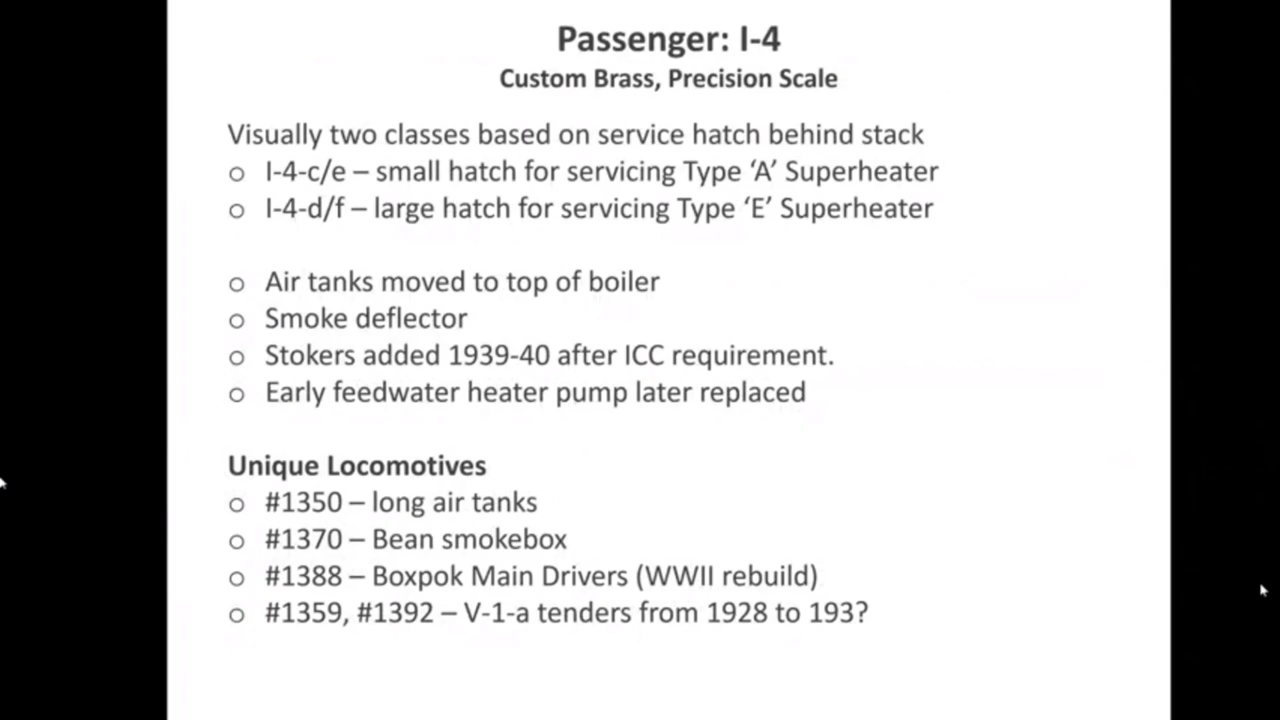 Passenger: I-4
Custom Brass, Precision Scale
Visually two classes based on service hatch behind stack
o I-4-c/e – small hatch for servicing Type ‘A’ Superheater
o I-4-d/f – large hatch for servicing Type ‘E’ Superheater
o Air tanks moved to top of boiler
o Smoke deflector
o Stokers added 1939-40 after ICC requirement.
o Early feedwater heater pump later replaced
Unique Locomotives
o #1350 – long air tanks
o #1370 – Bean smokebox
o #1388 – Boxpok Main Drivers (WWII rebuild)
o #1359, #1392 – V-1-a tenders from 1928 to 193?